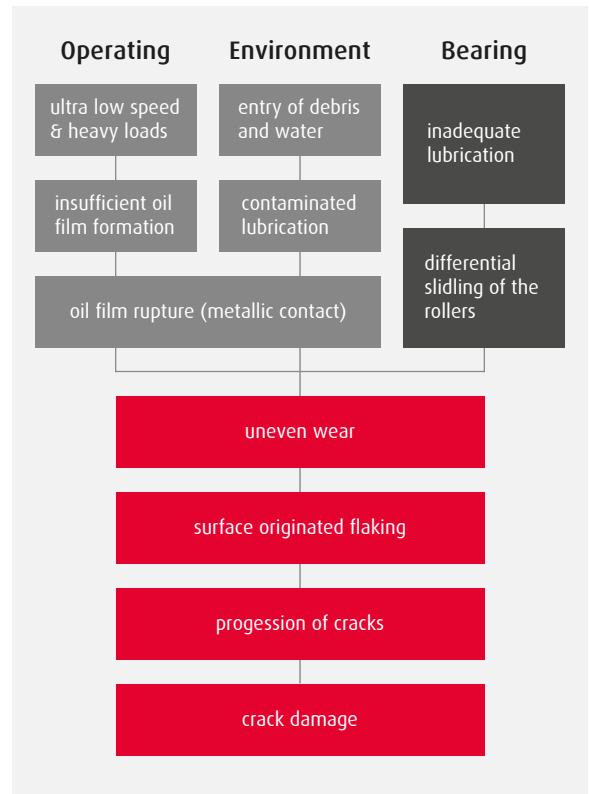 Operating
Environment
Bearing
ultra low speed
& heavy loads
entry of debris
and water
inadequate
lubrication
insufficient oil
film formation
contaminated
lubrication
differential
slidling of the
rollers
oil film rupture (metallic contact)
uneven wear
surface originated flaking
progession of cracks
crack damage